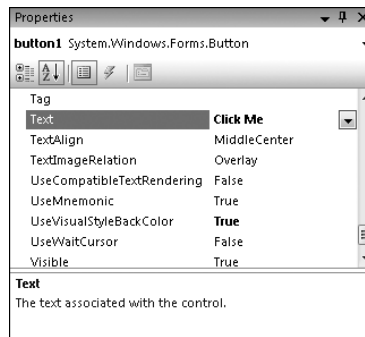 Properties
button1 System.Windows.Forms.Button
Tag
Text Click Me
TextAlign MiddleCenter
TextImageRelation Overlay
UseCompatibleTextRendering False
UseMnemonic True
UseVisualStyleBackColor True
UseWaitCursor False
Visible True
Text
The text associated with the control.